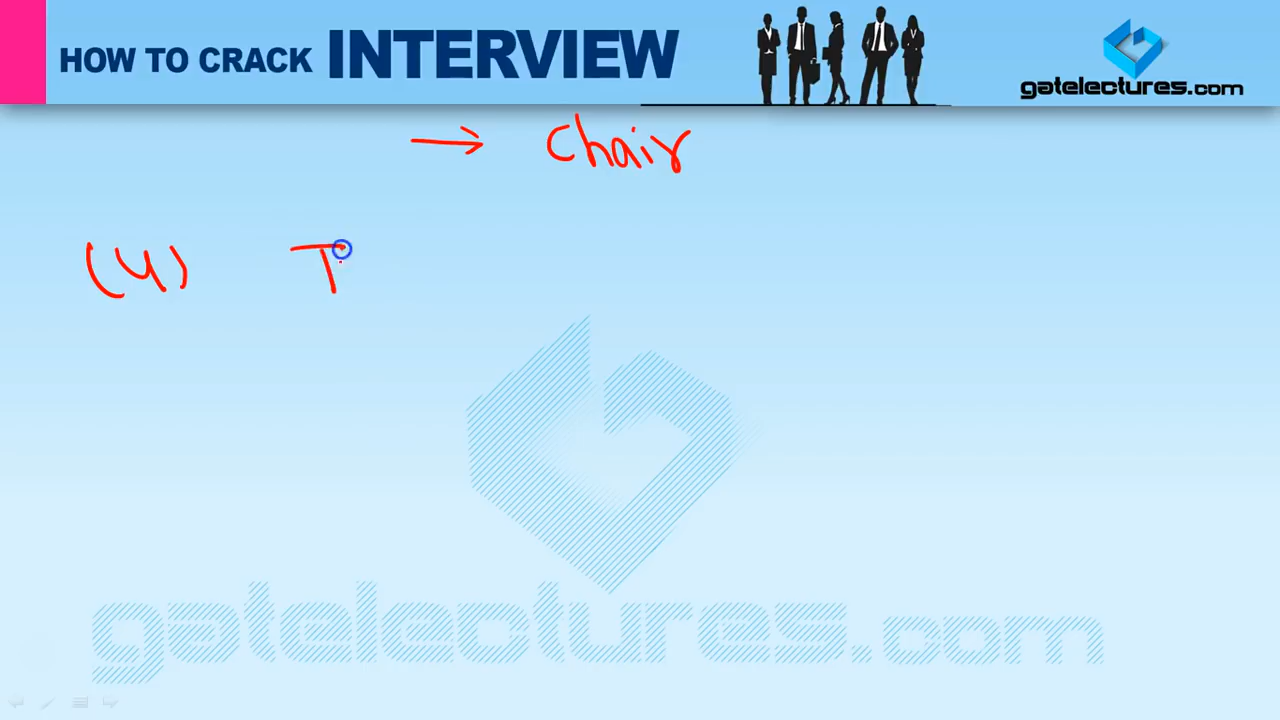 HOW TO CRACK INTERVIEW
gatelectures.com
→ Chair
(4) T
gatelectures.com